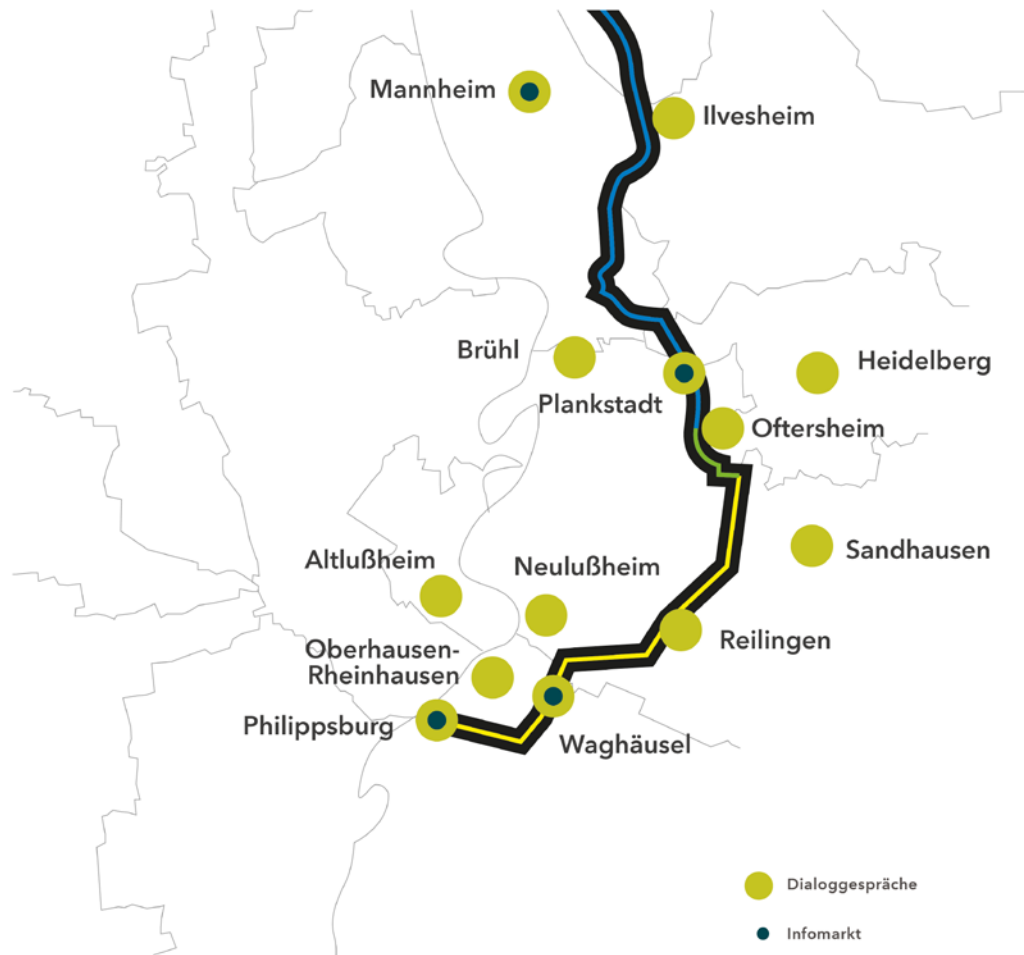 Mannheim
Ilvesheim
Brühl
Heidelberg
Plankstadt
Oftersheim
Altlußheim
Neulußheim
Sandhausen
Oberhausen-
Rheinhausen
Reilingen
Philippsburg
Waghäusel
Dialoggespräche
Infomarkt